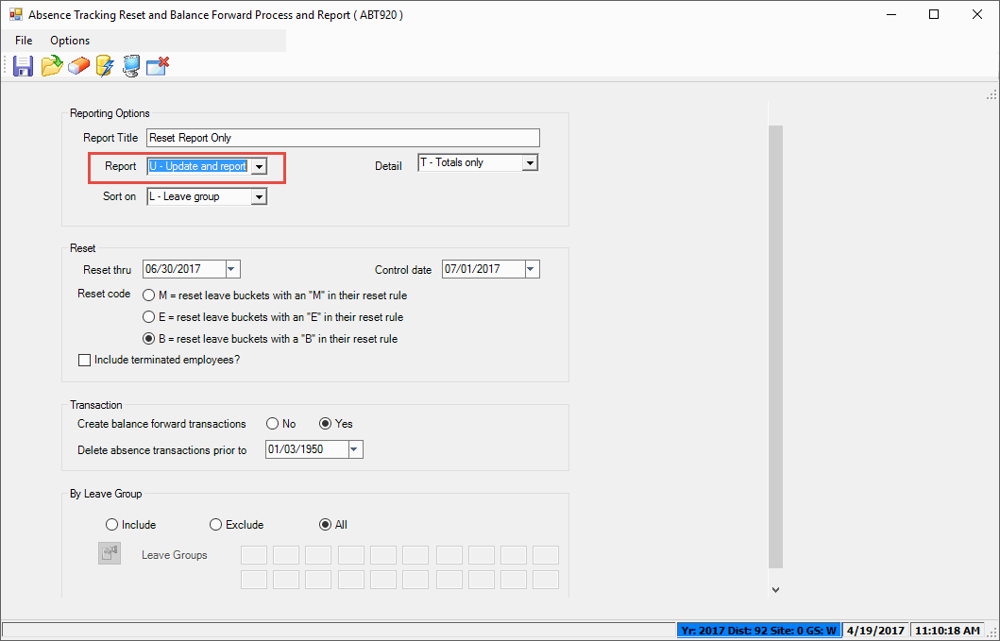 Absence Tracking Reset and Balance Forward Process and Report ( ABT920 )
File Options
Reporting Options
Report Title Reset Report Only
Report U - Update and report Detail T - Totals only
Sort on L - Leave group
Reset
Reset thru 06/30/2017 Control date 07/01/2017
Reset code M = reset leave buckets with an "M" in their reset rule
E = reset leave buckets with an "E" in their reset rule
B = reset leave buckets with a "B" in their reset rule
Include terminated employees?
Transaction
Create balance forward transactions No Yes
Delete absence transactions prior to 01/03/1950
By Leave Group
Include Exclude All
Leave Groups
Yr: 2017 Dist: 92 Site: 0 GS: W 4/19/2017 11:10:18 AM